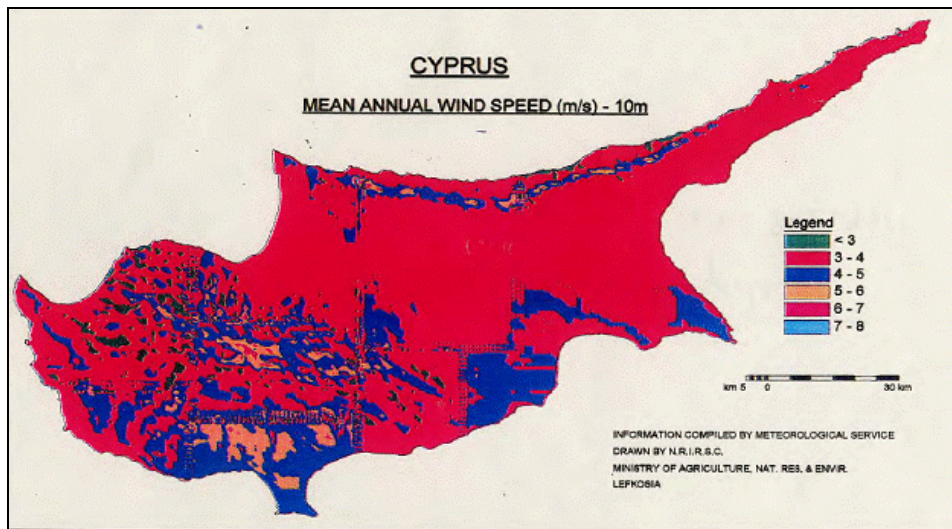 CYPRUS
MEAN ANNUAL WIND SPEED (m/s) - 10m
Legend
< 3
3 - 4
4 - 5
5 - 6
6 - 7
7 - 8
km 5 0 30 km
INFORMATION COMPILED BY METEOROLOGICAL SERVICE
DRAWN BY N.R.I.R.S.C.
MINISTRY OF AGRICULTURE, NAT. RES. & ENVIR.
LEFKOSIA